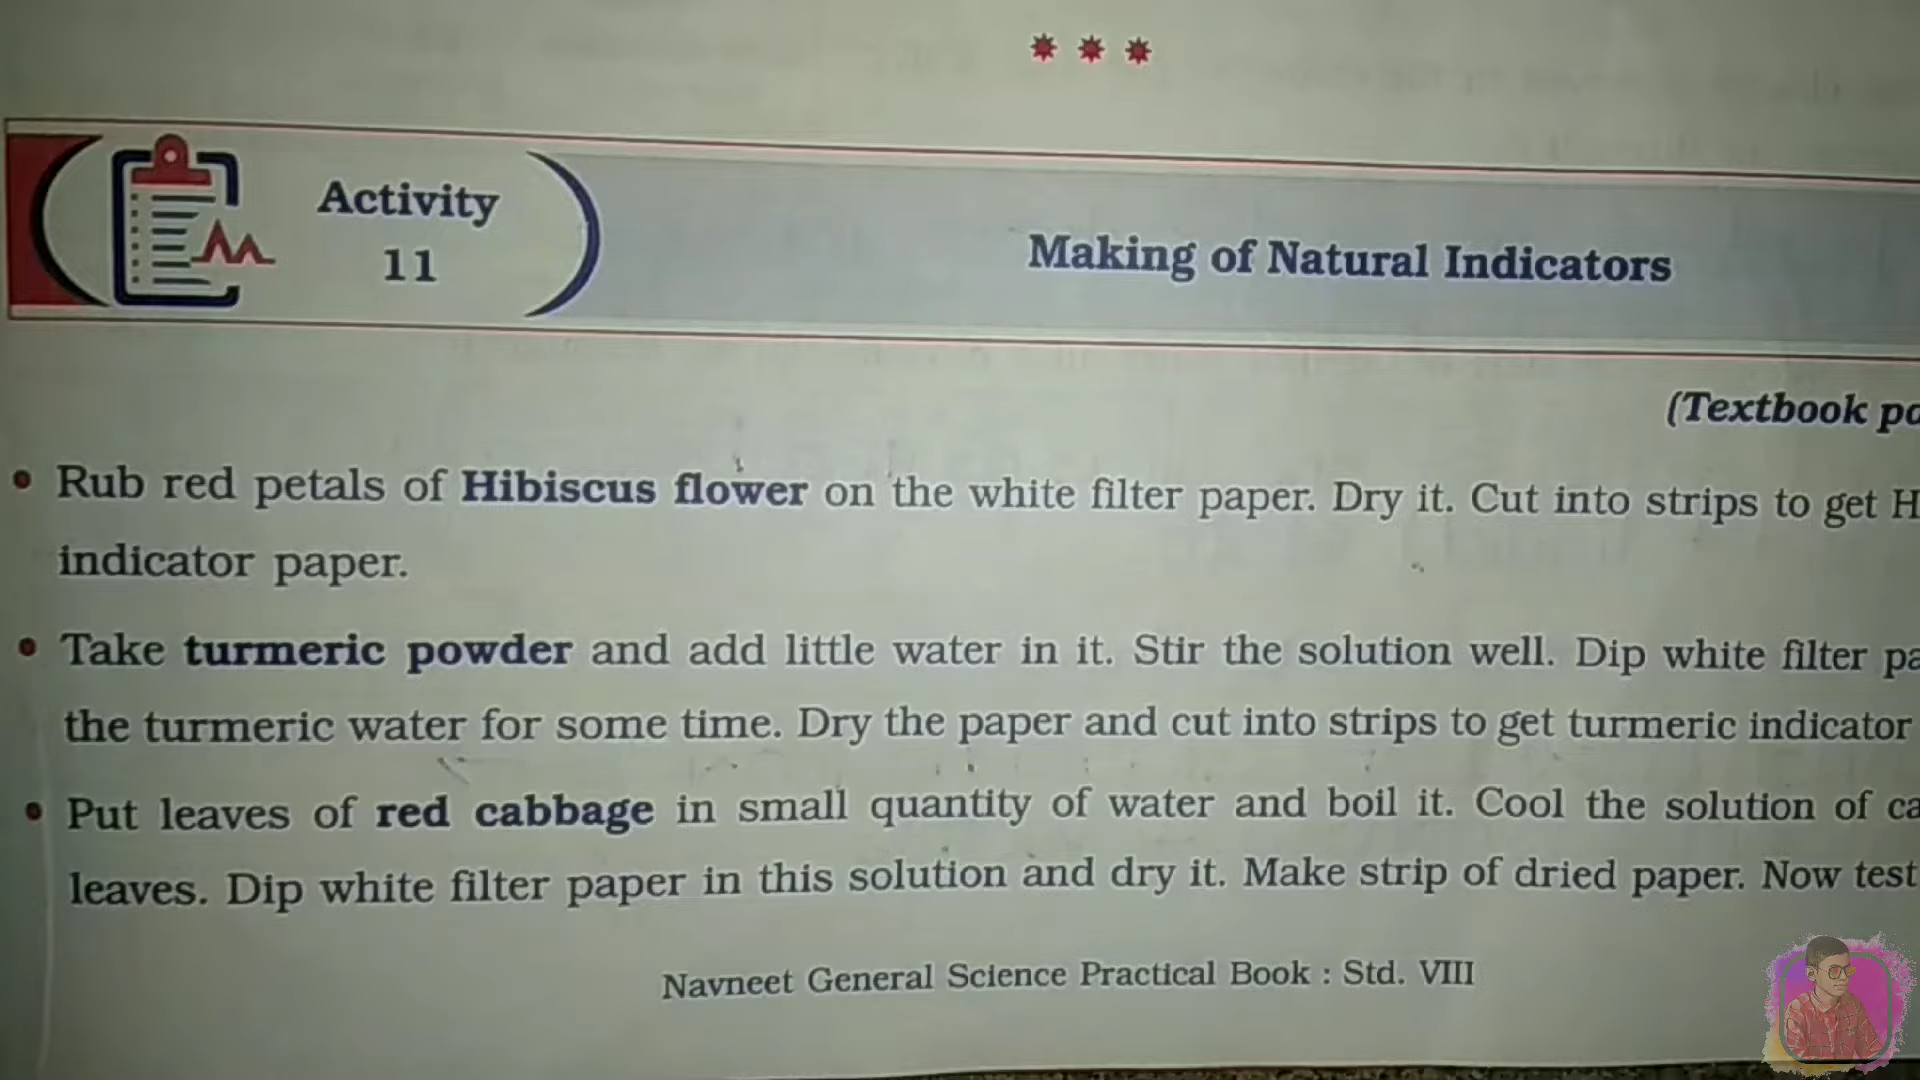 Activity
11
Making of Natural Indicators
(Textbook
• Rub red petals of Hibiscus flower on the white filter paper. Dry it. Cut into strips to get
indicator paper.
• Take turmeric powder and add little water in it. Stir the solution well. Dip white filter
the turmeric water for some time. Dry the paper and cut into strips to get turmeric indicator
• Put leaves of red cabbage in small quantity of water and boil it. Cool the solution of
leaves. Dip white filter paper in this solution and dry it. Make strip of dried paper. Now test
Navneet General Science Practical Book : Std. VIII